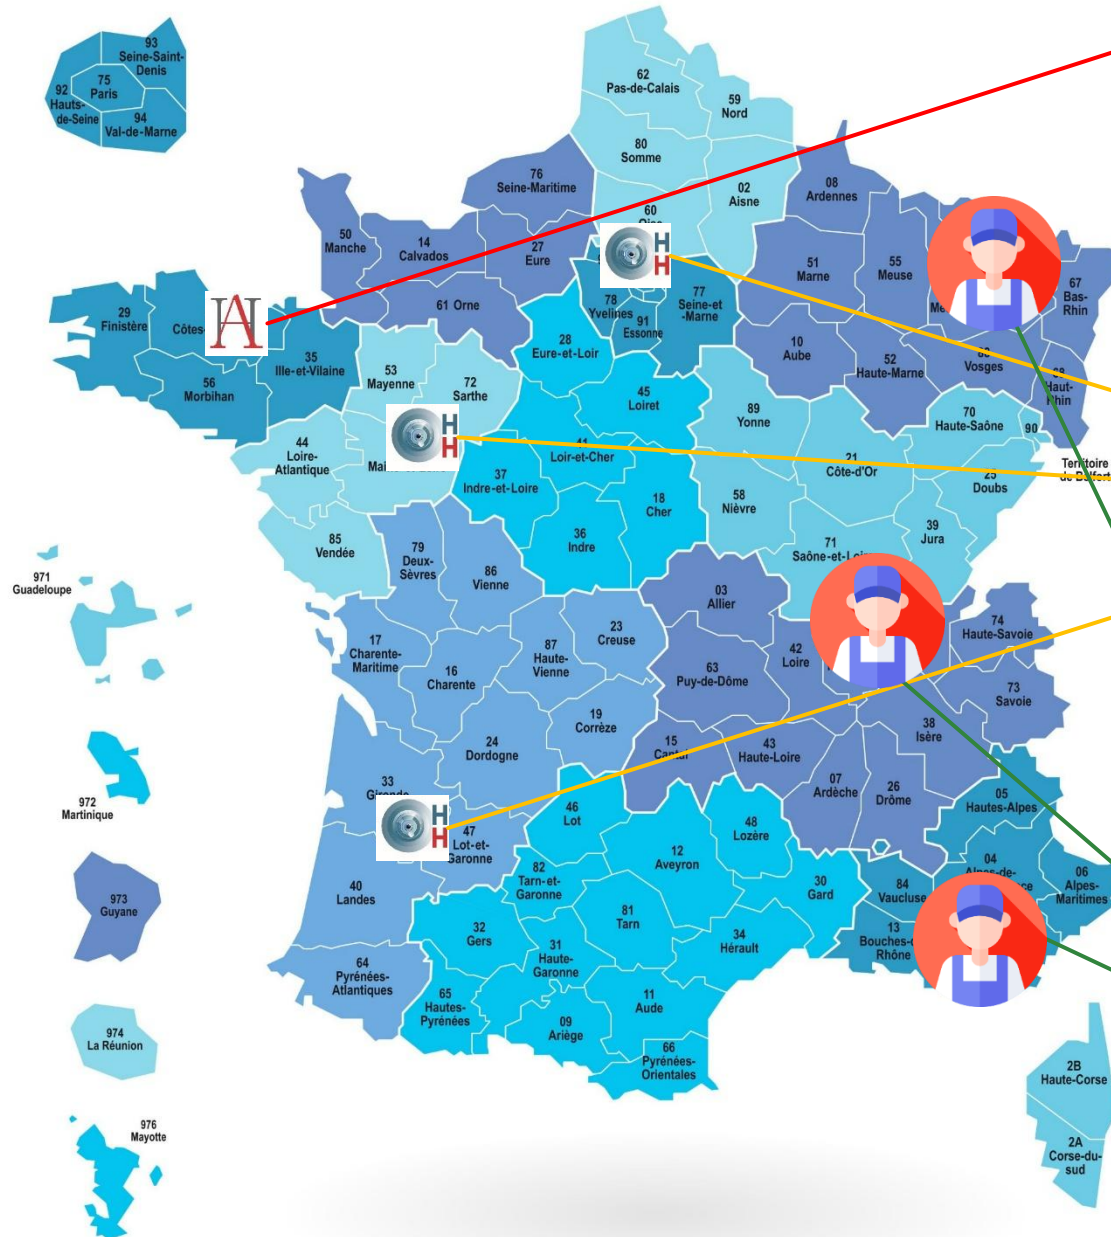 93
Seine-Saint-
Denis
75
Paris
92
Hauts-
de-Seine
94
Val-de-Marne
62
Pas-de-Calais
59
Nord
80
Somme
02
Aisne
60
76
Seine-Maritime
08
Ardennes
50
Manche
14
Calvados
27
Eure
61 Orne
51
Marne
55
Meuse
67
Bas-
Rhin
78
Yvelines
91
Essonne
77
Seine-et
-Marne
29
Finistère
35
Ille-et-Vilaine
56
Morbihan
AH
H
H
28
Eure-et-Loir
10
Aube
52
Haute-Marne
Vosges
68
Haut-
Rhin
53
Mayenne
72
Sarthe
45
Loiret
89
Yonne
70
Haute-Saône
90
Territoire
de Belfort
44
Loire-
Atlantique
H
H
41
Loir-et-Cher
37
Indre-et-Loire
18
Cher
36
Indre
58
Nièvre
21
Côte-d'Or
25
Doubs
39
Jura
71
Saône-et-Loire
85
Vendée
79
Deux-
Sèvres
86
Vienne
03
Allier
971
Guadeloupe
17
Charente-
Maritime
16
Charente
87
Haute-
Vienne
23
Creuse
63
Puy-de-Dôme
42
Loire
74
Haute-Savoie
73
Savoie
38
Isère
19
Corrèze
24
Dordogne
15
Cantal
43
Haute-Loire
07
Ardèche
26
Drôme
05
Hautes-Alpes
972
Martinique
33
Gironde
H
H
47
Lot-et-
Garonne
46
Lot
48
Lozère
12
Aveyron
82
Tarn-et-
Garonne
40
Landes
30
Gard
84
Vaucluse
04
06
Alpes-
Maritimes
973
Guyane
32
Gers
81
Tarn
34
Hérault
13
Rhône
31
Haute-
Garonne
64
Pyrénées-
Atlantiques
65
Hautes-
Pyrénées
09
Ariège
11
Aude
66
Pyrénées-
Orientales
974
La Réunion
2B
Haute-Corse
2A
Corse-du-
sud
976
Mayotte